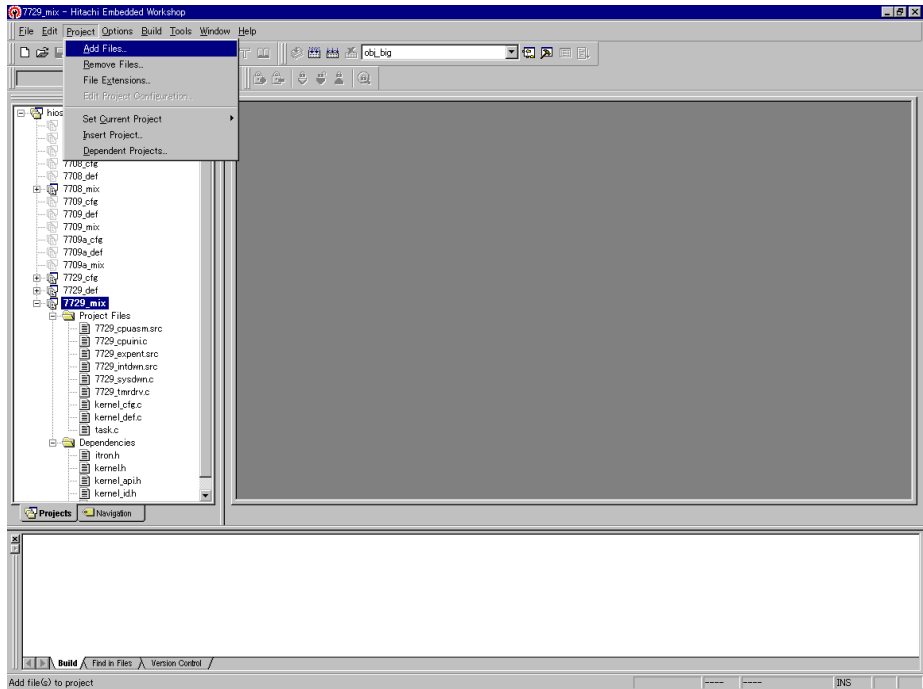 7729_mix - Hitachi Embedded Workshop
File Edit Project Options Build Tools Window Help
obj_big
Add Files...
Remove Files...
File Extensions...
Edit Project Configuration...
Set Current Project
Insert Project...
Dependent Projects...
hios
7708_cfg
7708_def
7708_mix
7709_cfg
7709_def
7709_mix
7709a_cfg
7709a_def
7709a_mix
7729_cfg
7729_def
7729_mix
Project Files
7729_cpuasm.src
7729_cpuini.c
7729_expent.src
7729_intdwn.src
7729_sysdwn.c
7729_tmrdrv.c
kernel_cfg.c
kernel_def.c
task.c
Dependencies
itron.h
kernel.h
kernel_api.h
kernel_id.h
Projects Navigation
Build Find in Files Version Control
Add file(s) to project ---- ---- INS